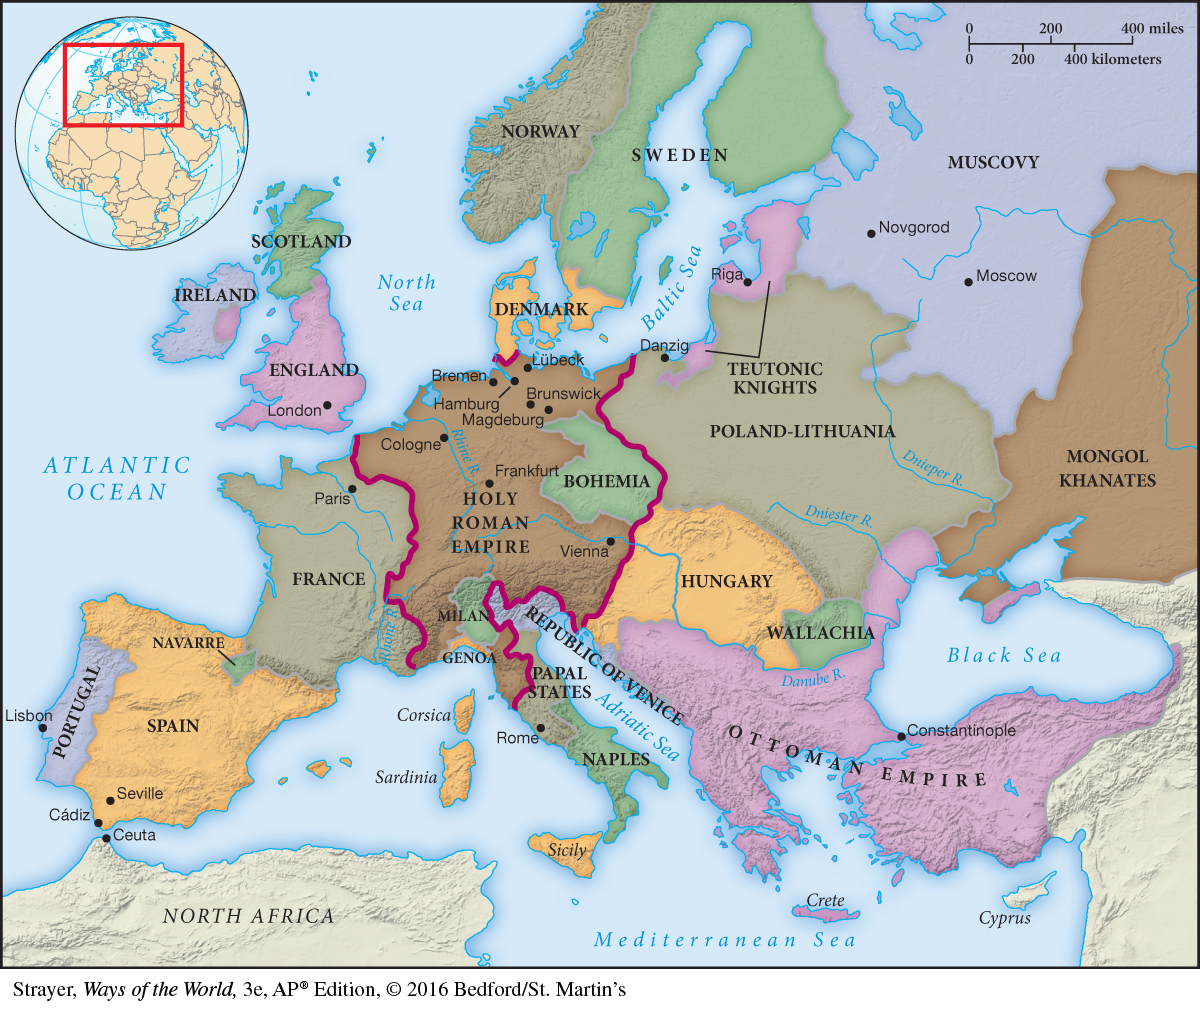 0 200 400 miles
0 200 400 kilometers
NORWAY
SWEDEN
MUSCOVY
Novgorod
Moscow
SCOTLAND
IRELAND
North
Sea
Baltic Sea
Riga
DENMARK
ENGLAND
London
Danzig
TEUTONIC
KNIGHTS
Lübeck
Bremen
Hamburg
Brunswick
Magdeburg
Cologne
Rhine R.
Frankfurt
POLAND-LITHUANIA
Dnieper R.
Dniester R.
MONGOL
KHANATES
ATLANTIC
OCEAN
Paris
HOLY
ROMAN
EMPIRE
BOHEMIA
Vienna
FRANCE
HUNGARY
Rhône R.
MILAN
GENOA
REPUBLIC OF VENICE
PAPAL
STATES
WALLACHIA
Danube R.
Black Sea
NAVARRE
PORTUGAL
SPAIN
Lisbon
Corsica
Adriatic Sea
Rome
Sardinia
NAPLES
Constantinople
OTTOMAN EMPIRE
Seville
Cádiz
Ceuta
Sicily
NORTH AFRICA
Crete
Cyprus
Mediterranean Sea
Strayer, Ways of the World, 3e, AP® Edition, © 2016 Bedford/St. Martin's